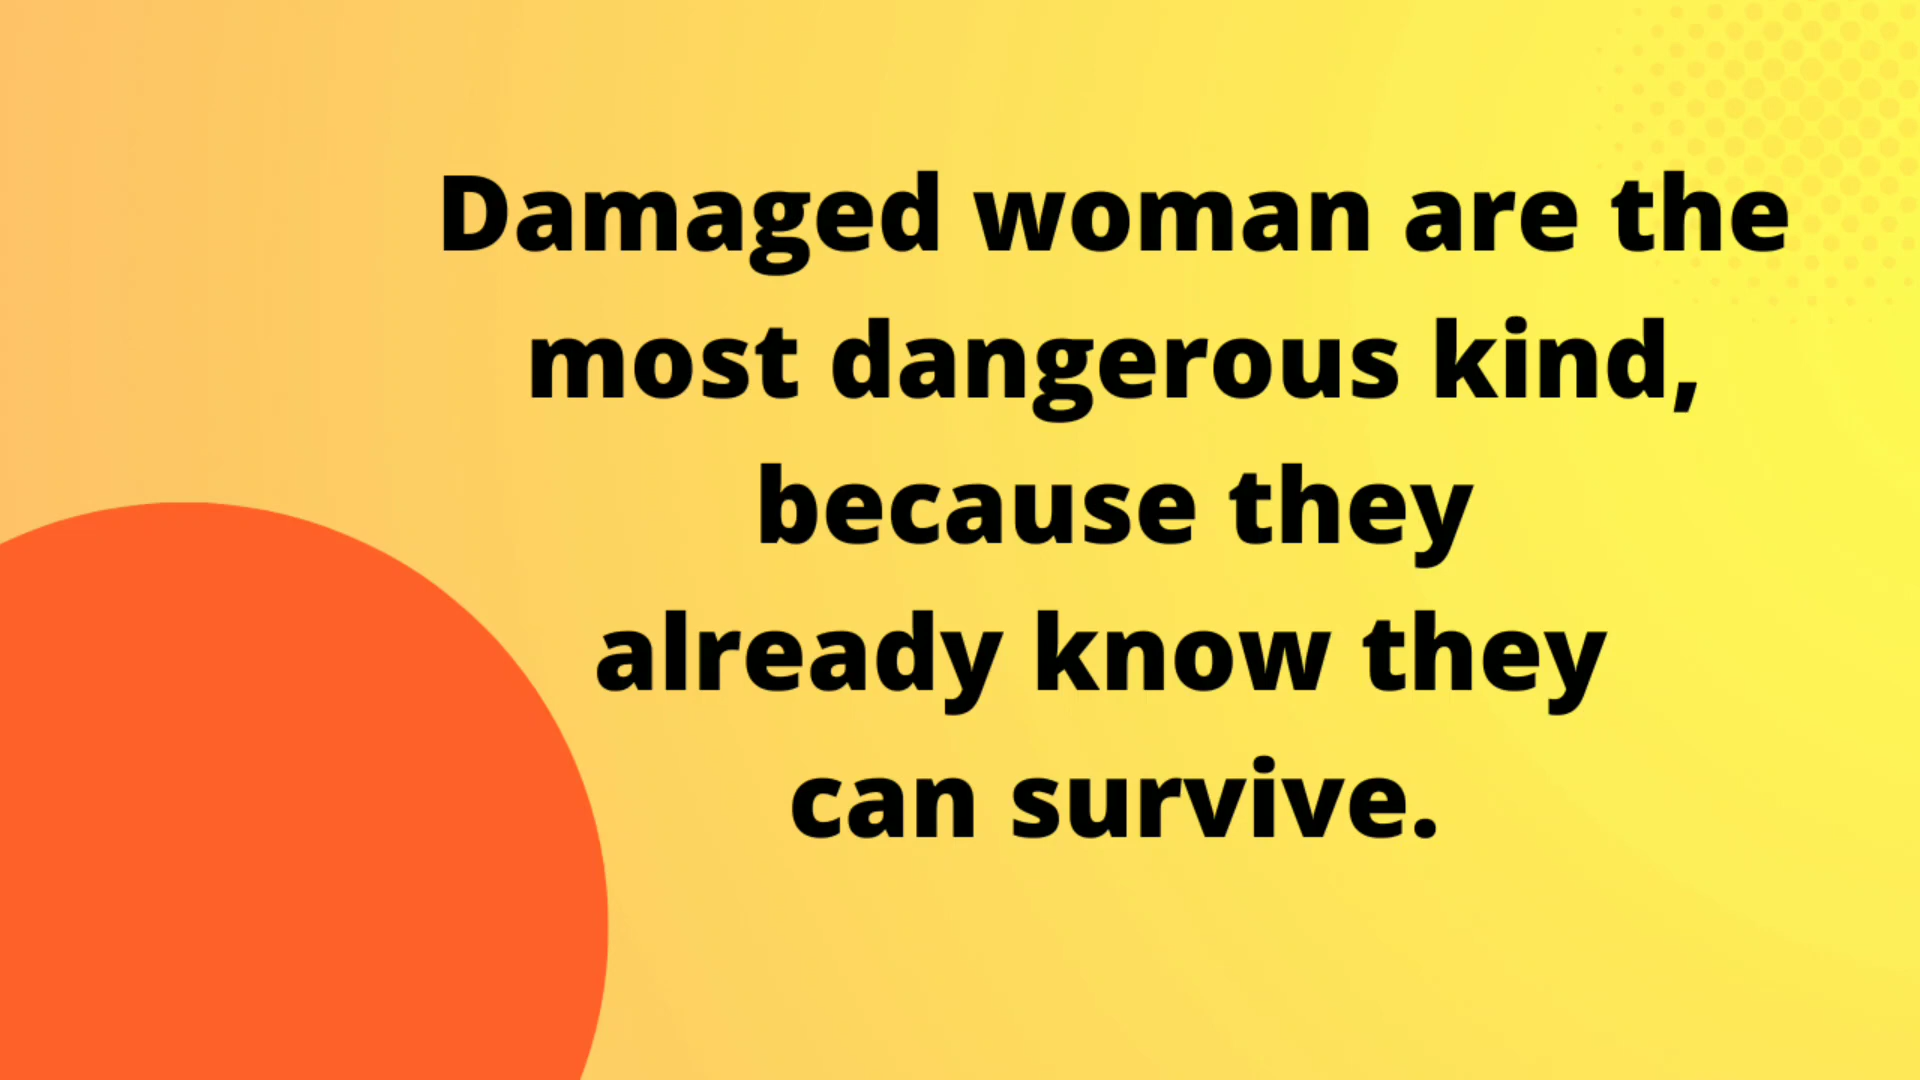 Damaged woman are the
most dangerous kind,
because they
already know they
can survive.